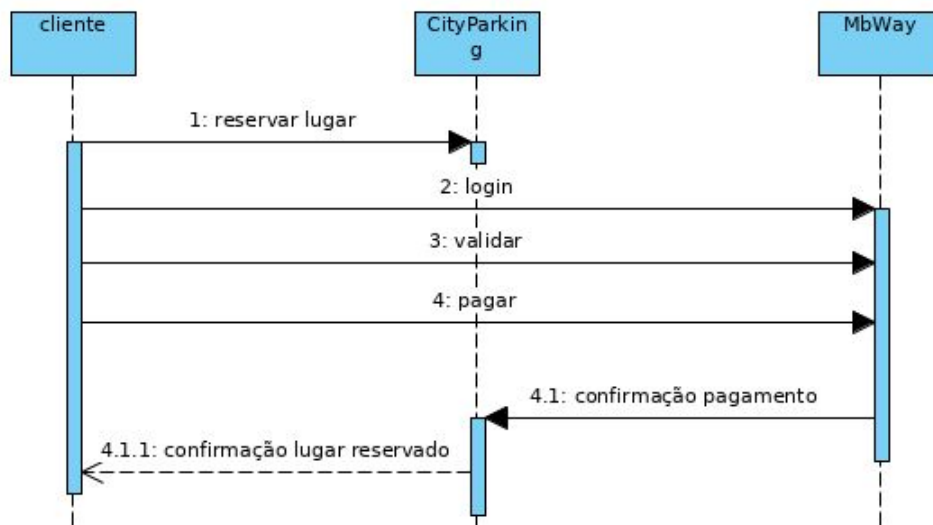 cliente
CityParkin
g
MbWay
1: reservar lugar
2: login
3: validar
4: pagar
4.1: confirmação pagamento
4.1.1: confirmação lugar reservado